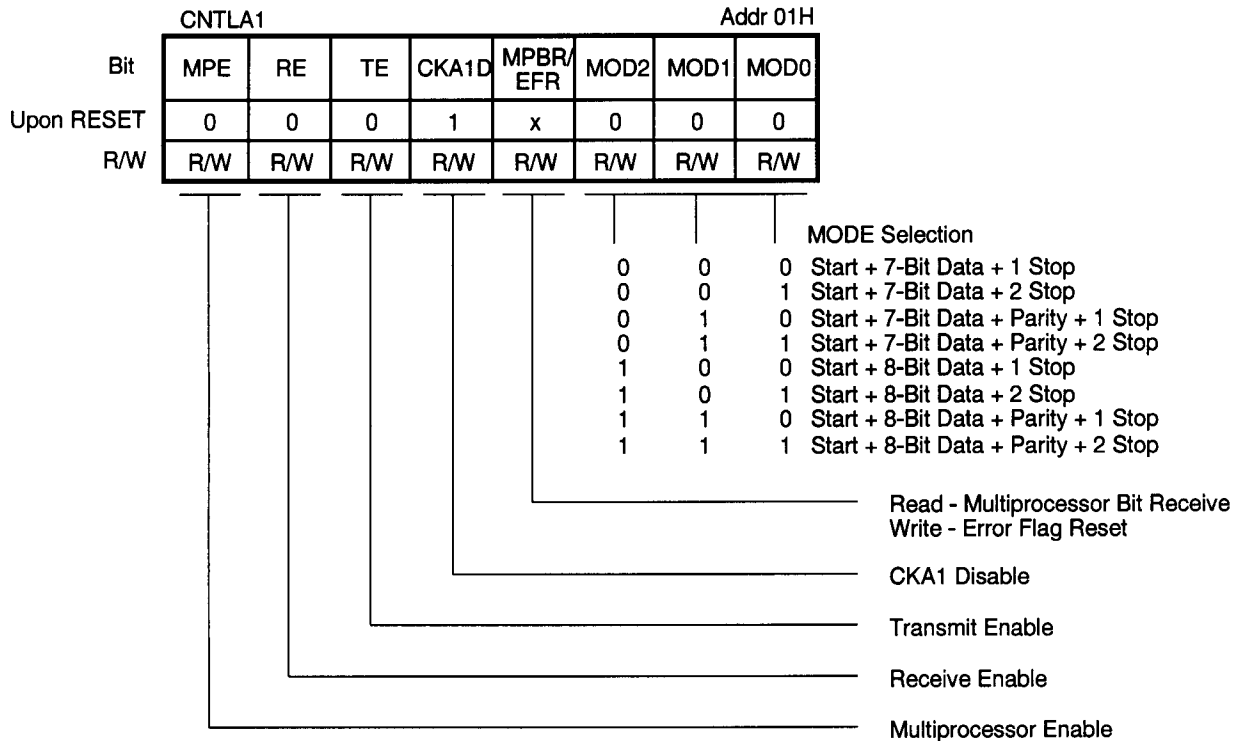 CNTLA1 Addr 01H
Bit MPE RE TE CKA1D MPBR/ EFR MOD2 MOD1 MOD0
Upon RESET 0 0 0 1 x 0 0 0
R/W R/W R/W R/W R/W R/W R/W R/W R/W
MODE Selection
0 0 0 Start + 7-Bit Data + 1 Stop
0 0 1 Start + 7-Bit Data + 2 Stop
0 1 0 Start + 7-Bit Data + Parity + 1 Stop
0 1 1 Start + 7-Bit Data + Parity + 2 Stop
1 0 0 Start + 8-Bit Data + 1 Stop
1 0 1 Start + 8-Bit Data + 2 Stop
1 1 0 Start + 8-Bit Data + Parity + 1 Stop
1 1 1 Start + 8-Bit Data + Parity + 2 Stop
Read - Multiprocessor Bit Receive
Write - Error Flag Reset
CKA1 Disable
Transmit Enable
Receive Enable
Multiprocessor Enable